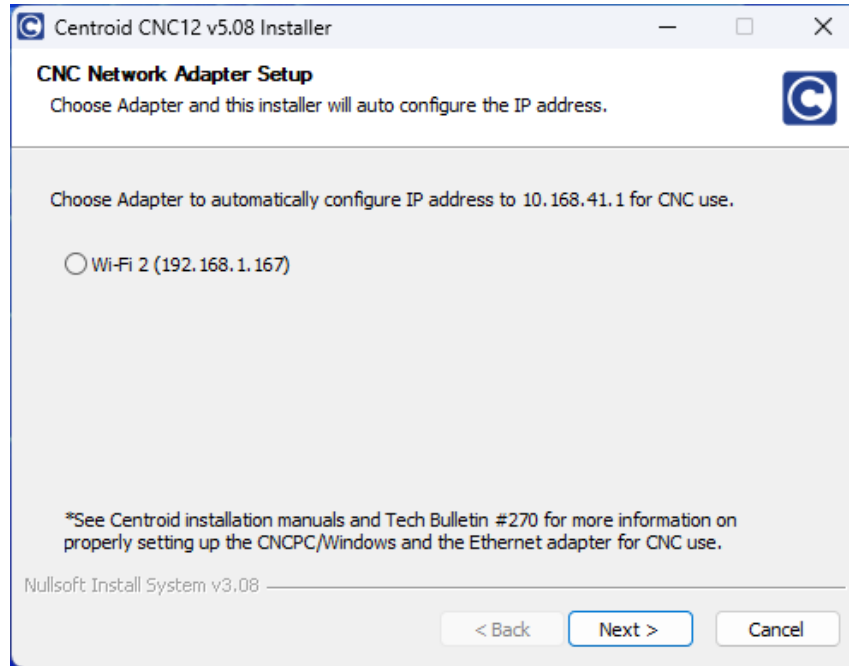 Centroid CNC12 v5.08 Installer
CNC Network Adapter Setup
Choose Adapter and this installer will auto configure the IP address.
Choose Adapter to automatically configure IP address to 10.168.41.1 for CNC use.
Wi-Fi 2 (192.168.1.167)
*See Centroid installation manuals and Tech Bulletin #270 for more information on
properly setting up the CNCPC/Windows and the Ethernet adapter for CNC use.
Nullsoft Install System v3.08
< Back Next > Cancel